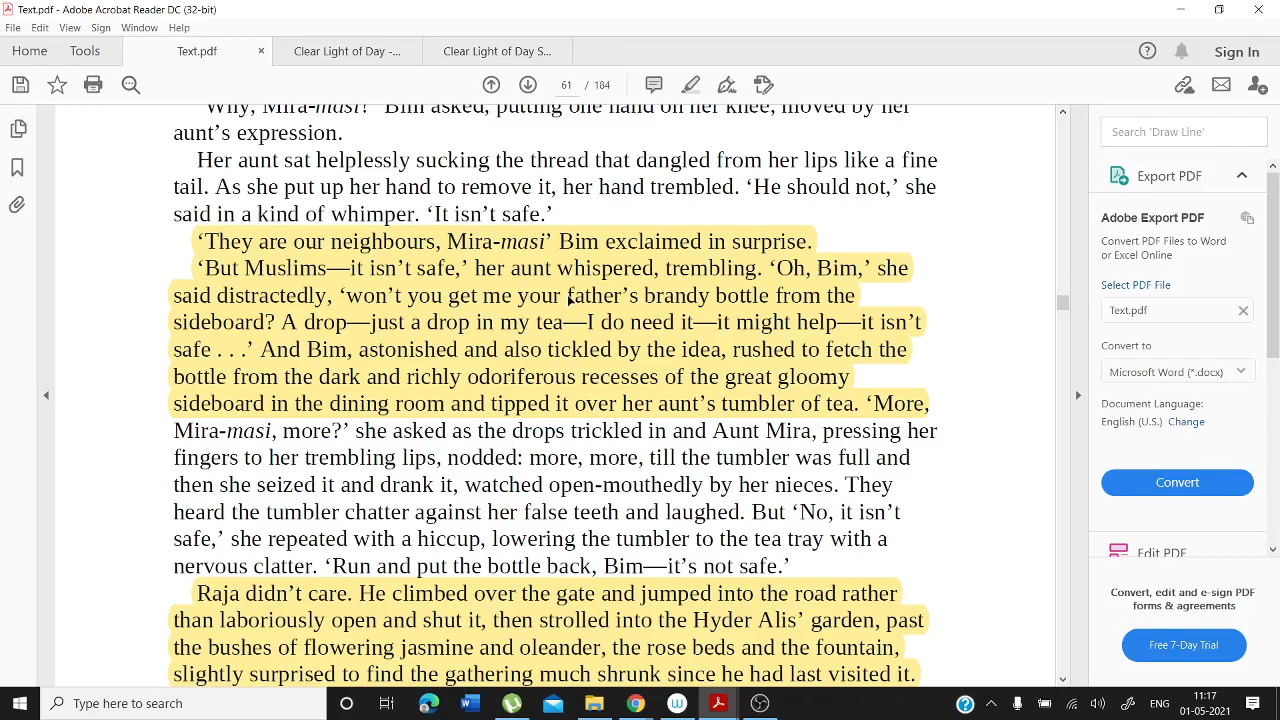 Text.pdf - Adobe Acrobat Reader DC (32-bit)
File Edit View Sign Window Help
Home Tools Text.pdf × Clear Light of Day -... Clear Light of Day S... Sign In
61 / 184
“Why, Mira-masi?’ Bim asked, putting one hand on her knee, moved by her
aunt’s expression.
Her aunt sat helplessly sucking the thread that dangled from her lips like a fine
tail. As she put up her hand to remove it, her hand trembled. ‘He should not,’ she
said in a kind of whimper. ‘It isn’t safe.’
‘They are our neighbours, Mira-masi’ Bim exclaimed in surprise.
‘But Muslims—it isn’t safe,’ her aunt whispered, trembling. ‘Oh, Bim,’ she
said distractedly, ‘won’t you get me your father’s brandy bottle from the
sideboard? A drop—just a drop in my tea—I do need it—it might help—it isn’t
safe . . .’ And Bim, astonished and also tickled by the idea, rushed to fetch the
bottle from the dark and richly odoriferous recesses of the great gloomy
sideboard in the dining room and tipped it over her aunt’s tumbler of tea. ‘More,
Mira-masi, more?’ she asked as the drops trickled in and Aunt Mira, pressing her
fingers to her trembling lips, nodded: more, more, till the tumbler was full and
then she seized it and drank it, watched open-mouthedly by her nieces. They
heard the tumbler chatter against her false teeth and laughed. But ‘No, it isn’t
safe,’ she repeated with a hiccup, lowering the tumbler to the tea tray with a
nervous clatter. ‘Run and put the bottle back, Bim—it’s not safe.’
Raja didn’t care. He climbed over the gate and jumped into the road rather
than laboriously open and shut it, then strolled into the Hyder Alis’ garden, past
the bushes of flowering jasmine and oleander, the rose beds and the fountain,
slightly surprised to find the gathering much shrunk since he had last visited it.
Search 'Draw Line'
Export PDF
Adobe Export PDF
Convert PDF Files to Word
or Excel Online
Select PDF File
Text.pdf
Convert to
Microsoft Word (*.docx)
Document Language:
English (U.S.) Change
Convert
Edit PDF
Convert, edit and e-sign PDF
forms & agreements
Free 7-Day Trial
Type here to search
ENG
11:17
01-05-2021